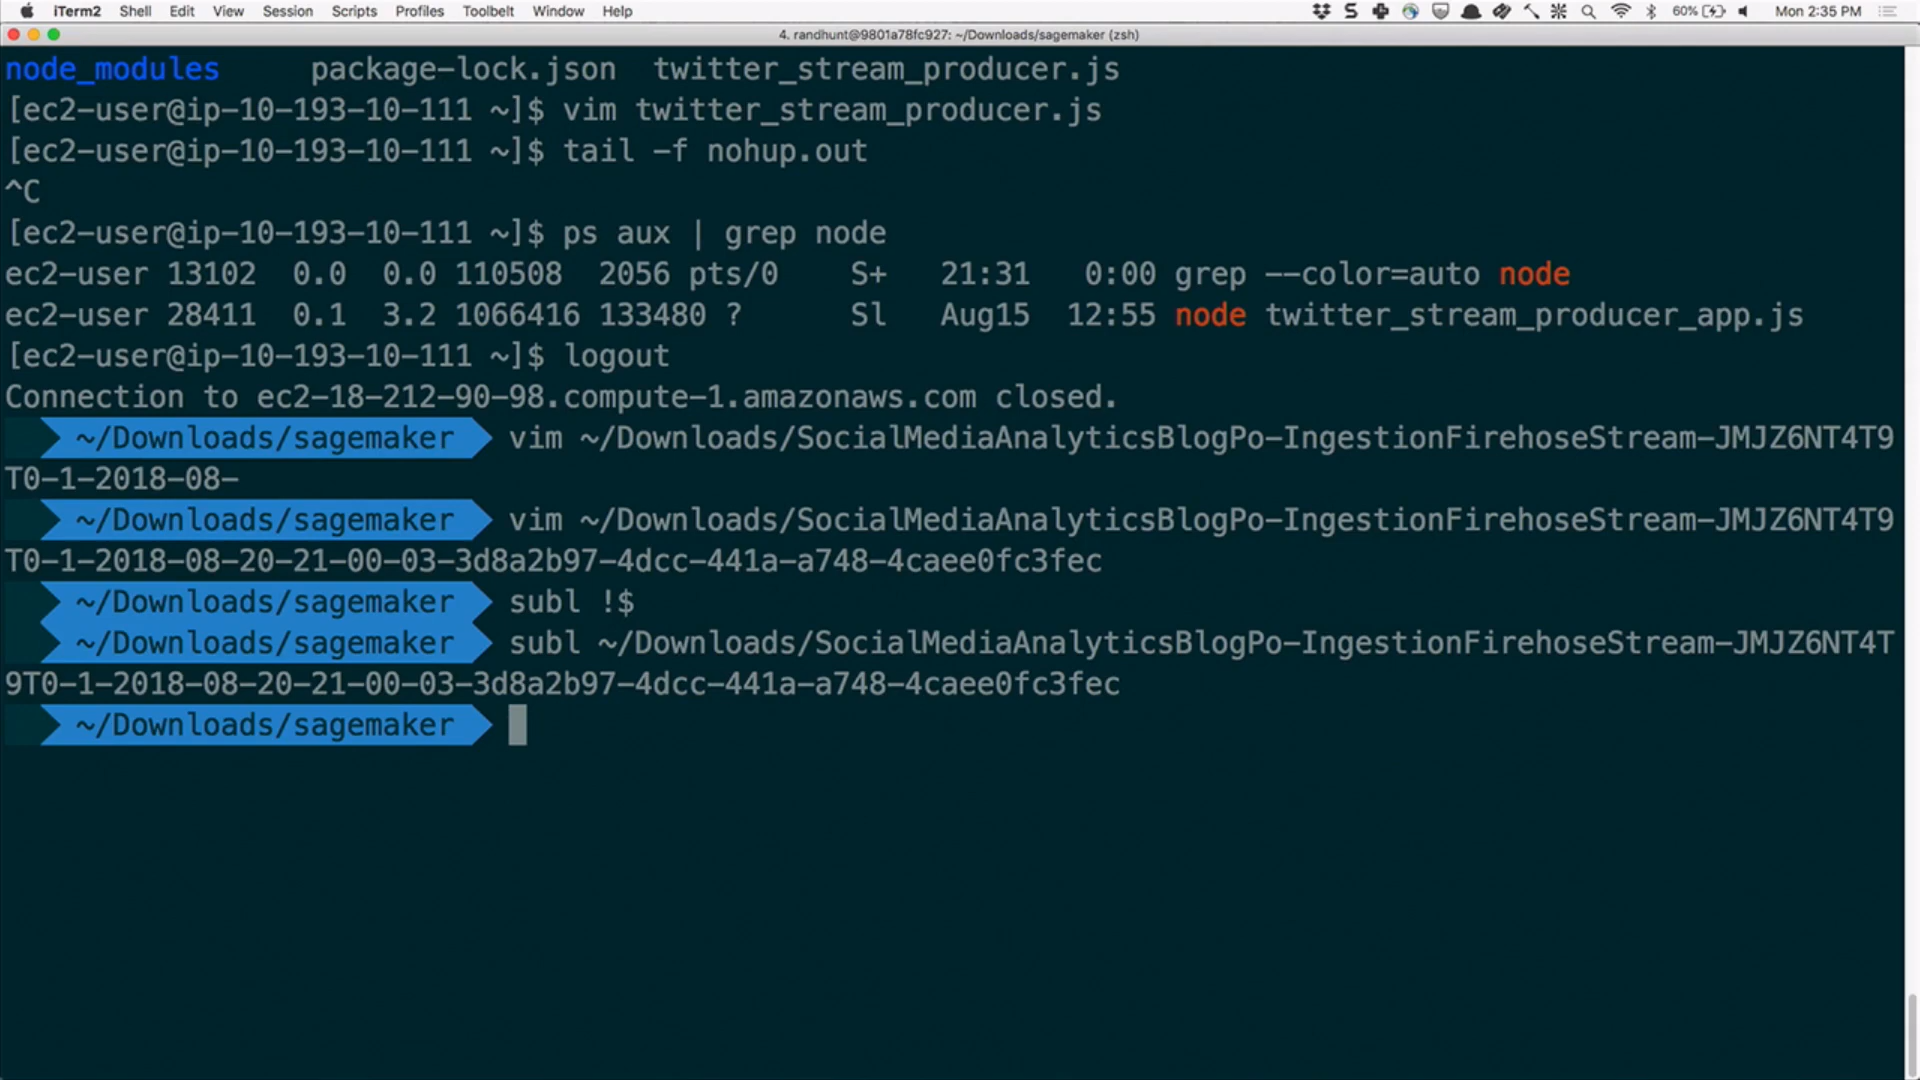 iTerm2 Shell Edit View Session Scripts Profiles Toolbelt Window Help 60% Mon 2:35 PM
4. randhunt@9801a78fc927: ~/Downloads/sagemaker (zsh)
node_modules package-lock.json twitter_stream_producer.js
[ec2-user@ip-10-193-10-111 ~]$ vim twitter_stream_producer.js
[ec2-user@ip-10-193-10-111 ~]$ tail -f nohup.out
^C
[ec2-user@ip-10-193-10-111 ~]$ ps aux | grep node
ec2-user 13102 0.0 0.0 110508 2056 pts/0 S+ 21:31 0:00 grep --color=auto node
ec2-user 28411 0.1 3.2 1066416 133480 ? Sl Aug15 12:55 node twitter_stream_producer_app.js
[ec2-user@ip-10-193-10-111 ~]$ logout
Connection to ec2-18-212-90-98.compute-1.amazonaws.com closed.
~/Downloads/sagemaker vim ~/Downloads/SocialMediaAnalyticsBlogPo-IngestionFirehoseStream-JMJZ6NT4T9
T0-1-2018-08-
~/Downloads/sagemaker vim ~/Downloads/SocialMediaAnalyticsBlogPo-IngestionFirehoseStream-JMJZ6NT4T9
T0-1-2018-08-20-21-00-03-3d8a2b97-4dcc-441a-a748-4caee0fc3fec
~/Downloads/sagemaker subl !$
~/Downloads/sagemaker subl ~/Downloads/SocialMediaAnalyticsBlogPo-IngestionFirehoseStream-JMJZ6NT4T
9T0-1-2018-08-20-21-00-03-3d8a2b97-4dcc-441a-a748-4caee0fc3fec
~/Downloads/sagemaker